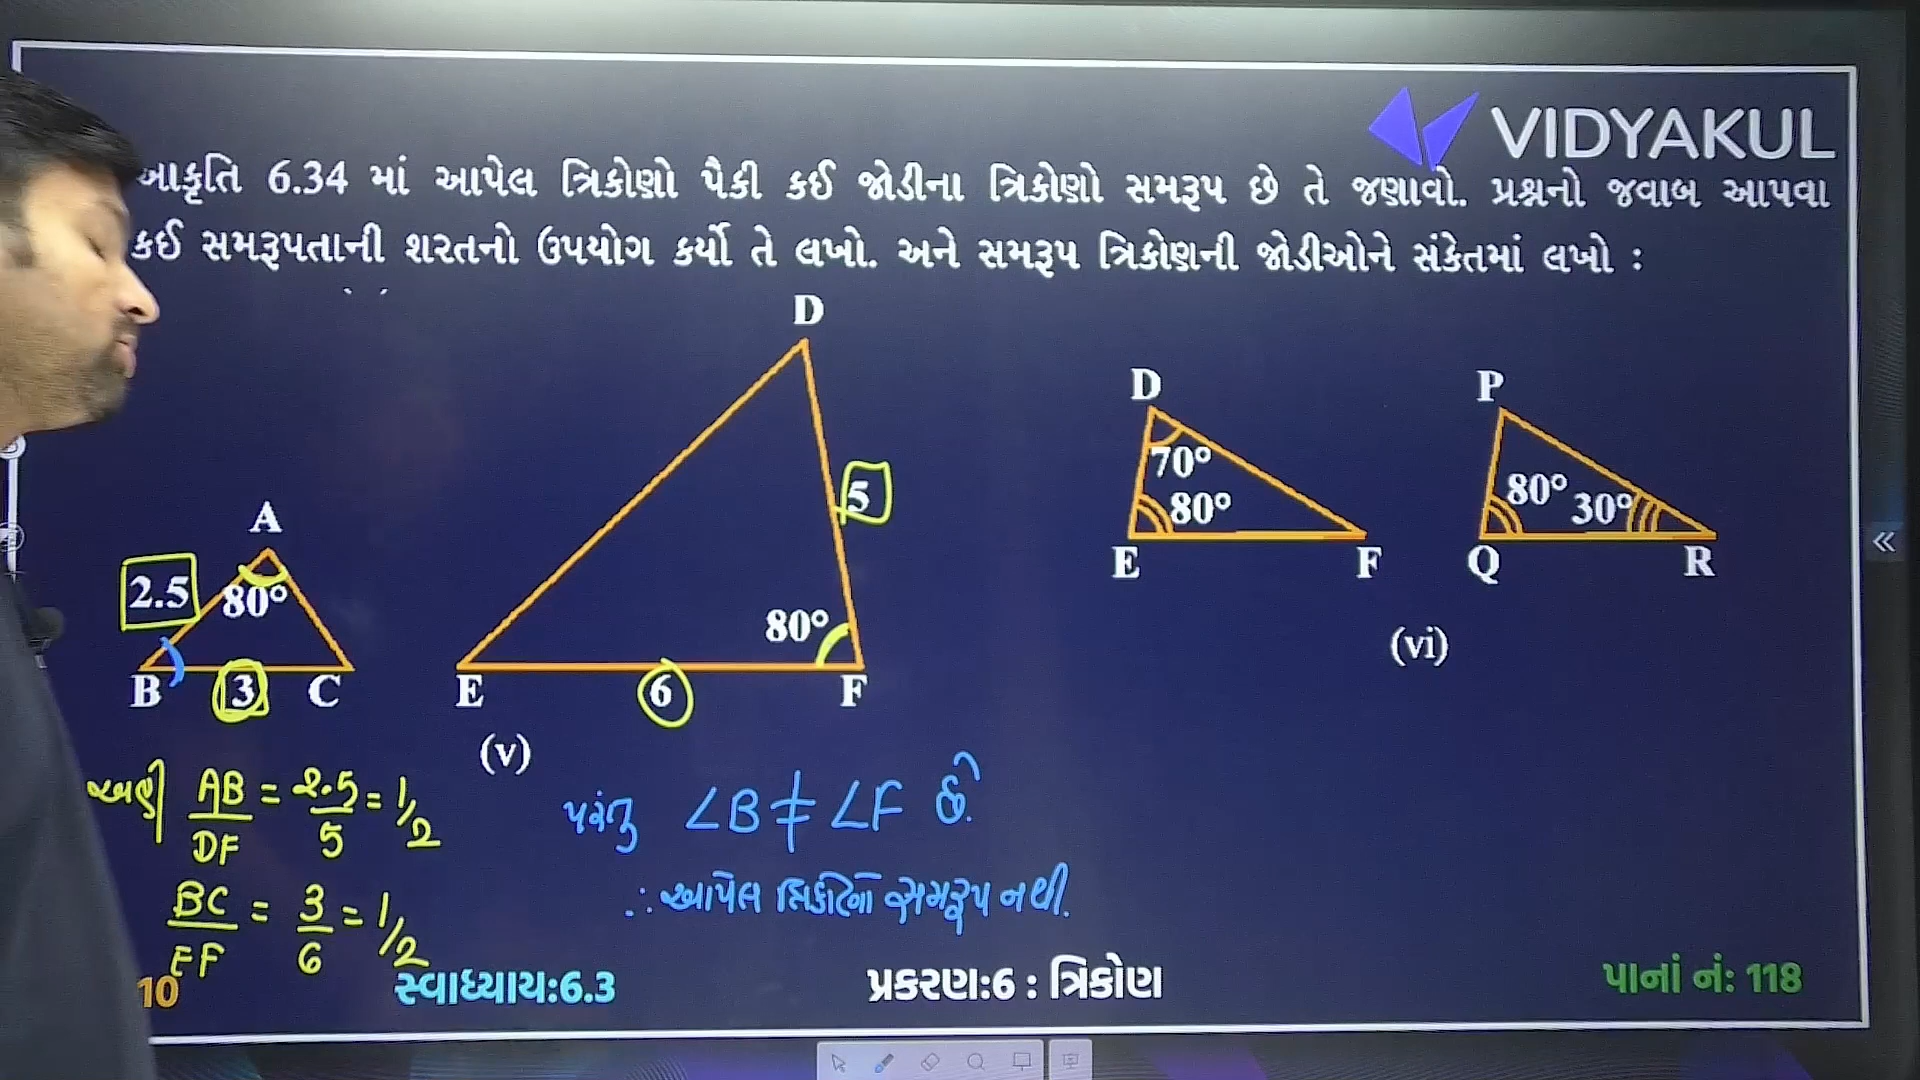 VIDYAKUL
આકૃતિ 6.34 માં આપેલ ત્રિકોણો પૈકી કઈ જોડીના ત્રિકોણો સમરૂપ છે તે જણાવો. પ્રશ્નનો જવાબ આપવા
કઈ સમરૂપતાની શરતનો ઉપયોગ કર્યો તે લખો. અને સમરૂપ ત્રિકોણની જોડીઓને સંકેતમાં લખો :
D
D P
70° 80° 80° 30°
E F Q R
(vi)
5
A
2.5 80° 80°
B 3 C E 6 F
(v)
અહીં AB/DF = 2.5/5 = 1/2
BC/EF = 3/6 = 1/2
પરંતુ ∠B ≠ ∠F છે.
∴ આપેલ ત્રિકોણો સમરૂપ નથી.
10 સ્વાધ્યાય:6.3 પ્રકરણ:6 : ત્રિકોણ પાનાં નં: 118